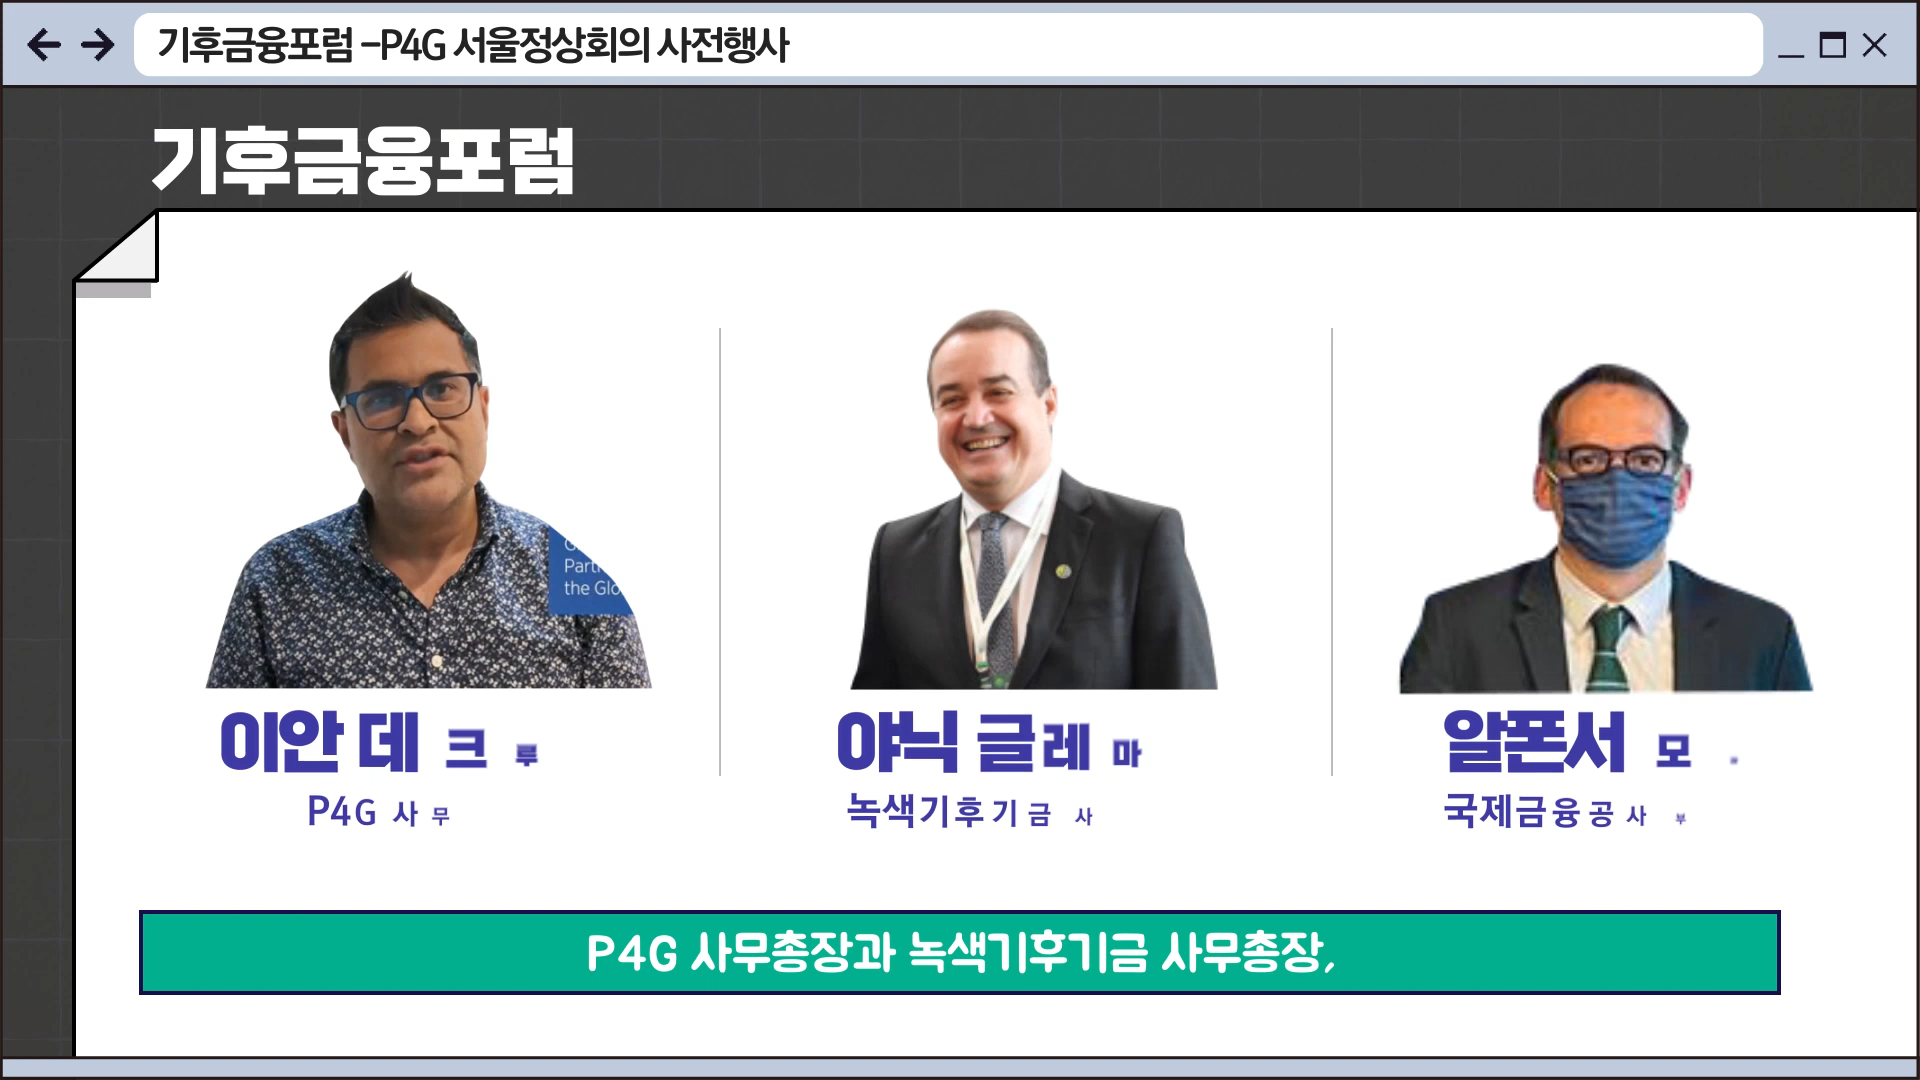 기후금융포럼 –P4G 서울정상회의 사전행사
기후금융포럼
Part
the Glo
이안 데 크 루
야닉 글레마
알폰서 모
P4G 사무
녹색기후기금 사
국제금융공사 부
P4G 사무총장과 녹색기후기금 사무총장,